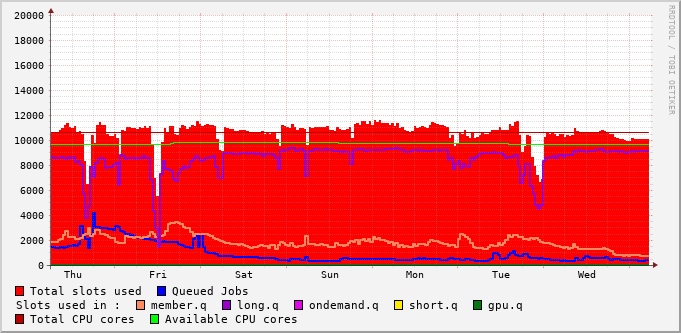 20000
18000
16000
14000
12000
10000
8000
6000
4000
2000
0
Thu Fri Sat Sun Mon Tue Wed
RRDTOOL / TOBI OETIKER
Total slots used Queued Jobs
Slots used in : member.q long.q ondemand.q short.q gpu.q
Total CPU cores Available CPU cores